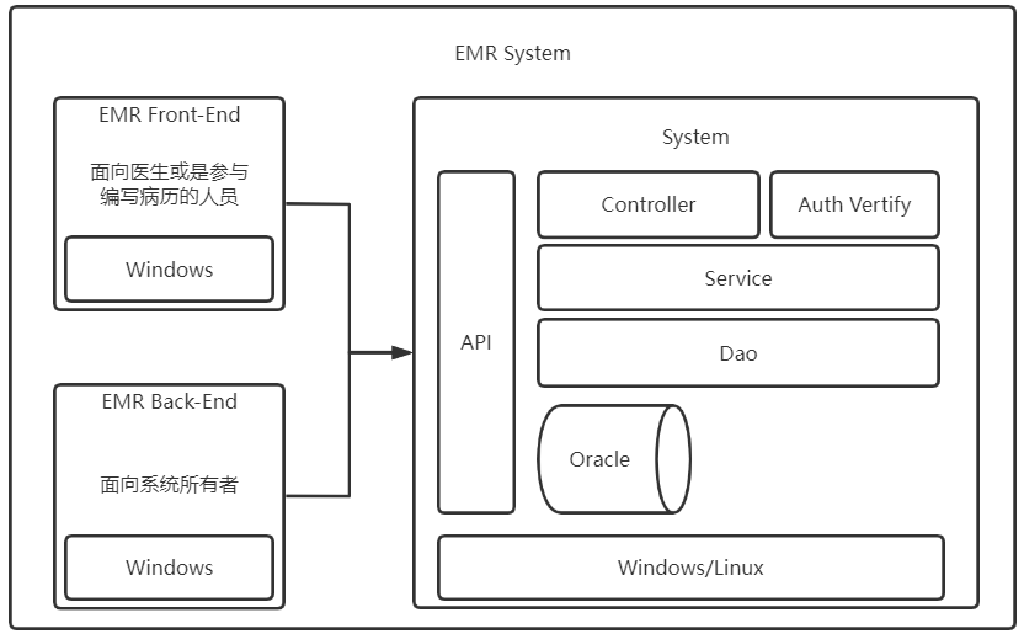 EMR System
EMR Front-End
面向医生或是参与
编写病历的人员
Windows
EMR Back-End
面向系统所有者
Windows
System
API
Controller
Auth Vertify
Service
Dao
Oracle
Windows/Linux